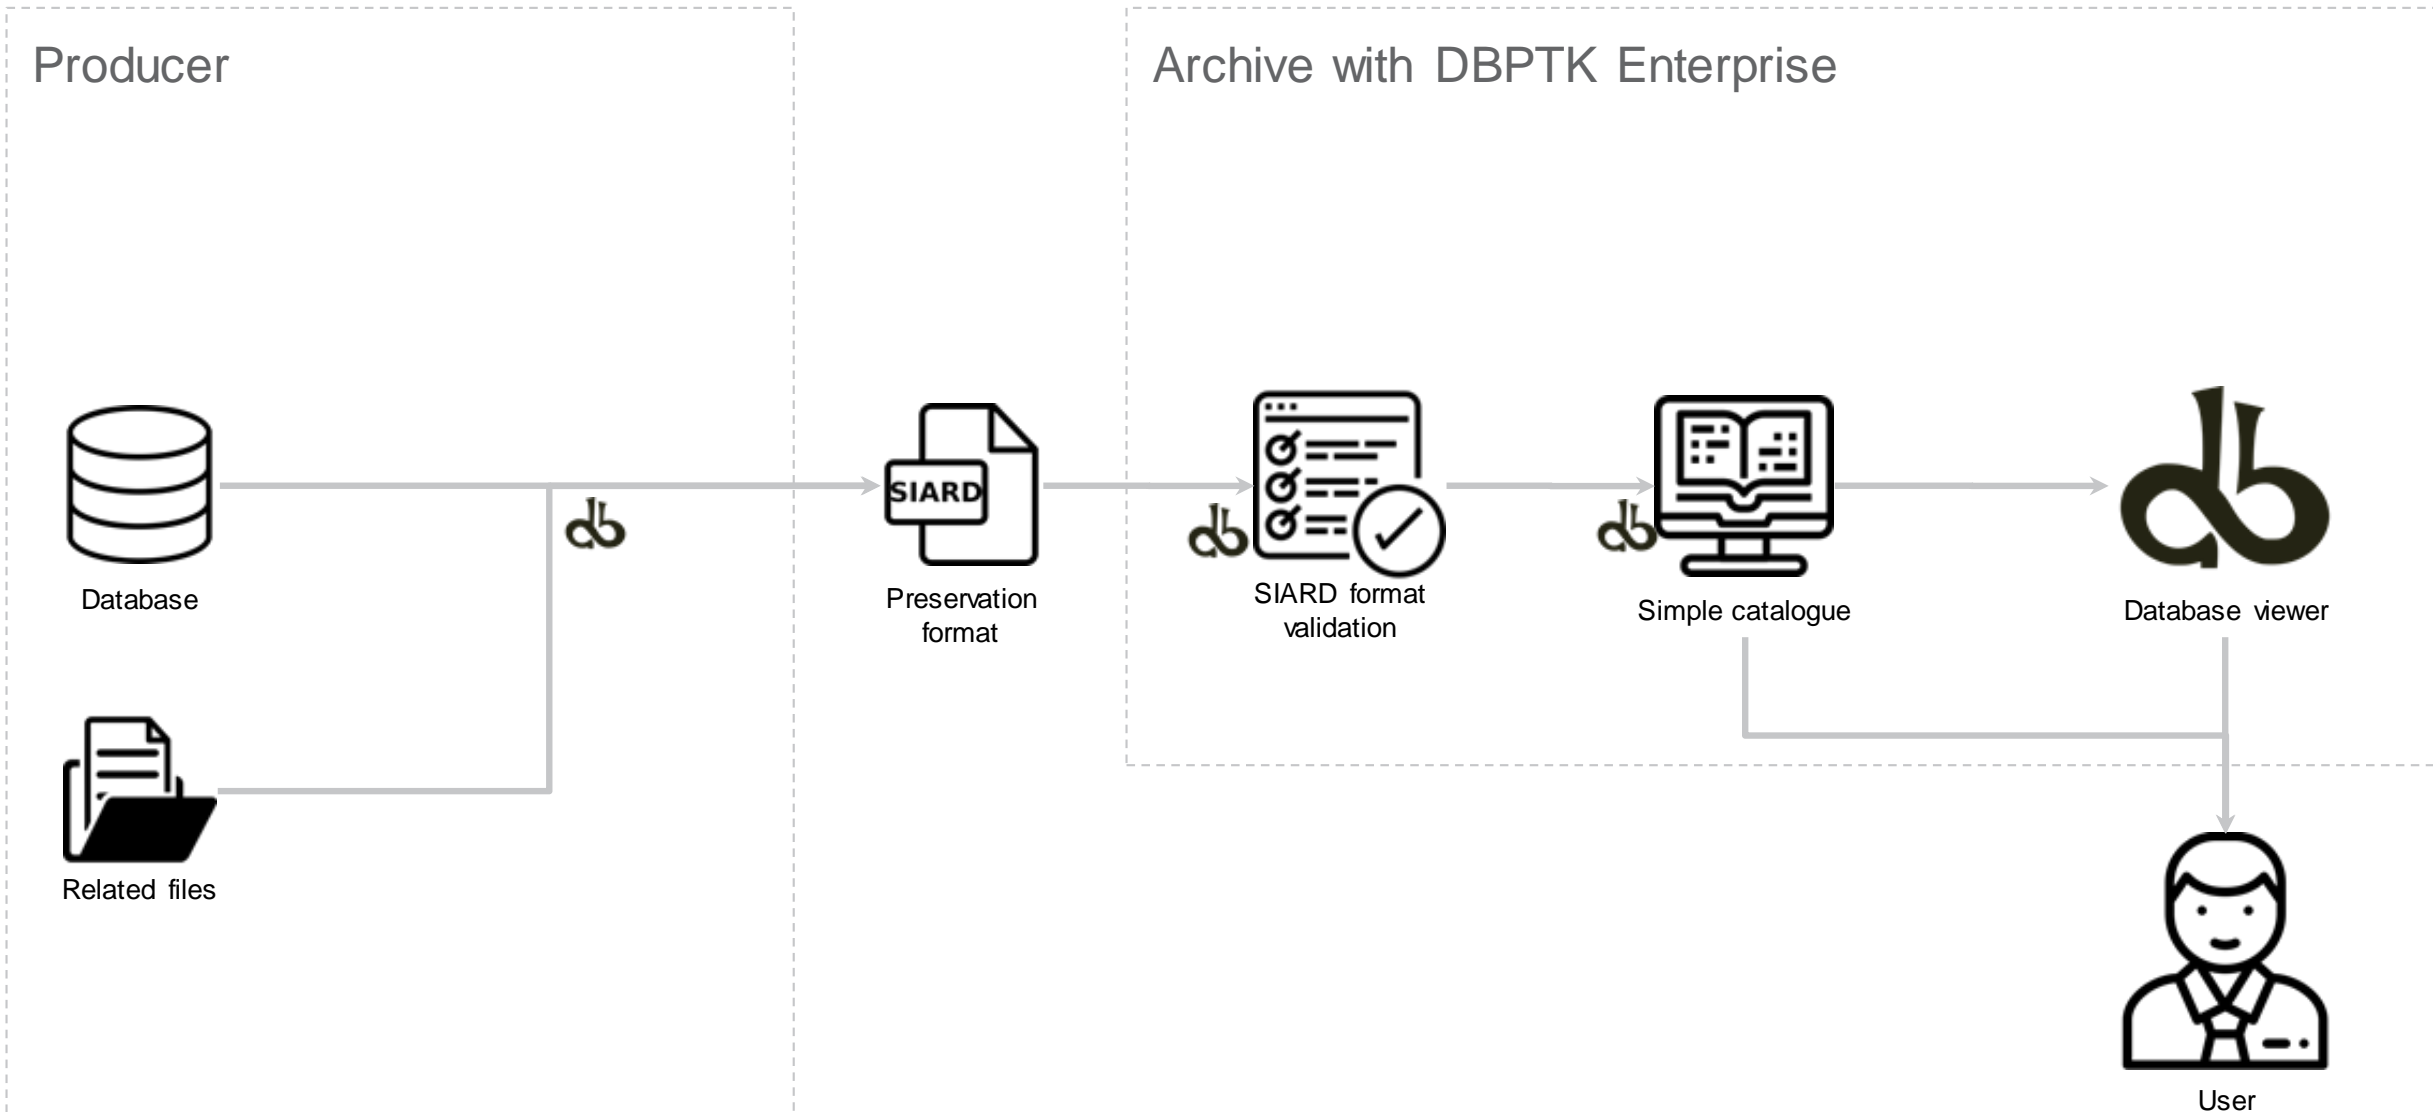 Producer
Archive with DBPTK Enterprise
SIARD
Database
Preservation
format
SIARD format
validation
Simple catalogue
Database viewer
Related files
User